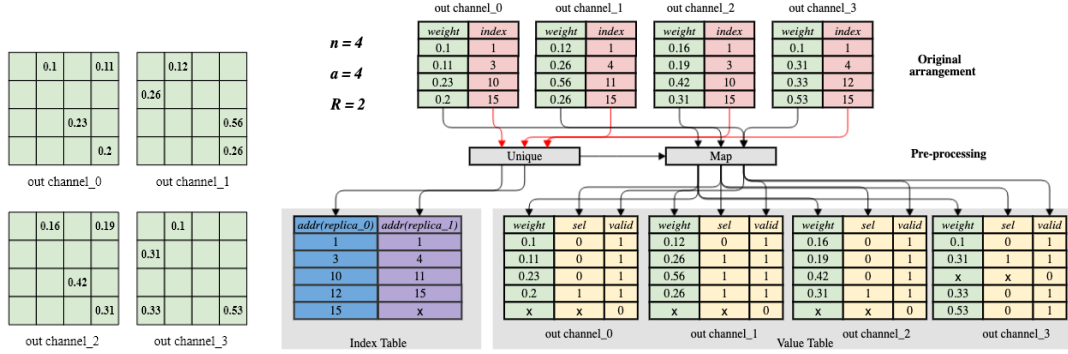 0.1 0.11
0.23
0.2
out channel_0
0.12
0.26
0.56
0.26
out channel_1
0.16 0.19
0.42
0.31
out channel_2
0.1
0.31
0.33 0.53
out channel_3
n = 4
a = 4
R = 2
out channel_0 out channel_1 out channel_2 out channel_3
weight index weight index weight index weight index
0.1 1 0.12 1 0.16 1 0.1 1
0.11 3 0.26 4 0.19 3 0.31 4
0.23 10 0.56 11 0.42 10 0.33 12
0.2 15 0.26 15 0.31 15 0.53 15
Original
arrangement
Unique Map
Pre-processing
addr(replica_0) addr(replica_1)
1 1
3 4
10 11
12 15
15 x
Index Table
weight sel valid weight sel valid weight sel valid weight sel valid
0.1 0 1 0.12 0 1 0.16 0 1 0.1 0 1
0.11 0 1 0.26 1 1 0.19 0 1 0.31 1 1
0.23 0 1 0.56 1 1 0.42 0 1 x x 0
0.2 1 1 0.26 1 1 0.31 1 1 0.33 0 1
x x 0 x x 0 x x 0 0.53 0 1
out channel_0 out channel_1 out channel_2 out channel_3
Value Table